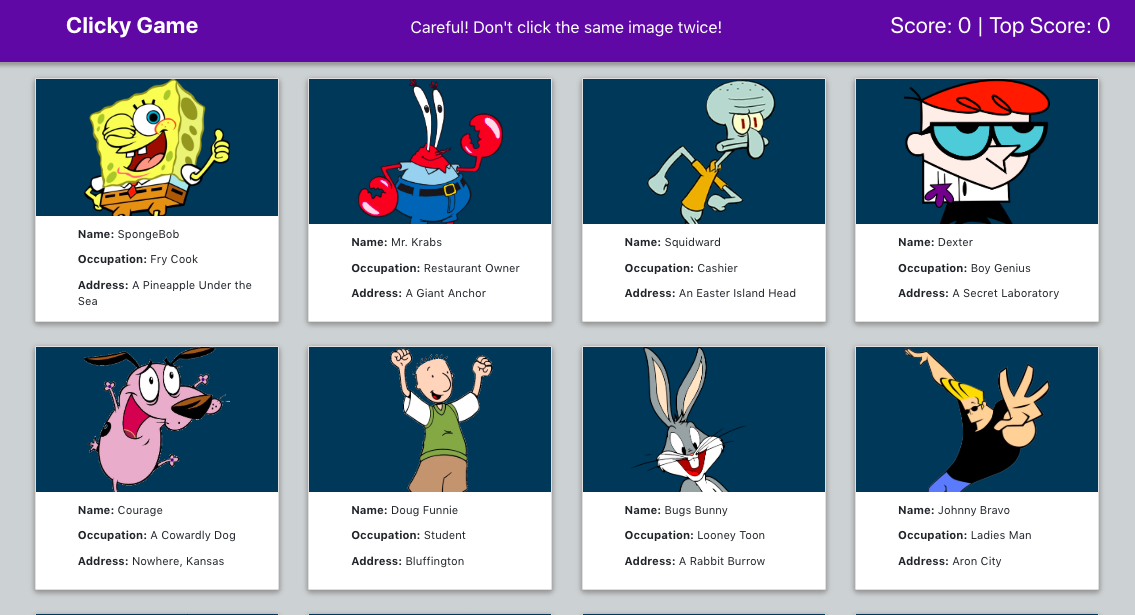 Clicky Game
Careful! Don't click the same image twice!
Score: 0 | Top Score: 0
Name: SpongeBob
Occupation: Fry Cook
Address: A Pineapple Under the
Sea
Name: Mr. Krabs
Occupation: Restaurant Owner
Address: A Giant Anchor
Name: Squidward
Occupation: Cashier
Address: An Easter Island Head
Name: Dexter
Occupation: Boy Genius
Address: A Secret Laboratory
Name: Courage
Occupation: A Cowardly Dog
Address: Nowhere, Kansas
Name: Doug Funnie
Occupation: Student
Address: Bluffington
Name: Bugs Bunny
Occupation: Looney Toon
Address: A Rabbit Burrow
Name: Johnny Bravo
Occupation: Ladies Man
Address: Aron City